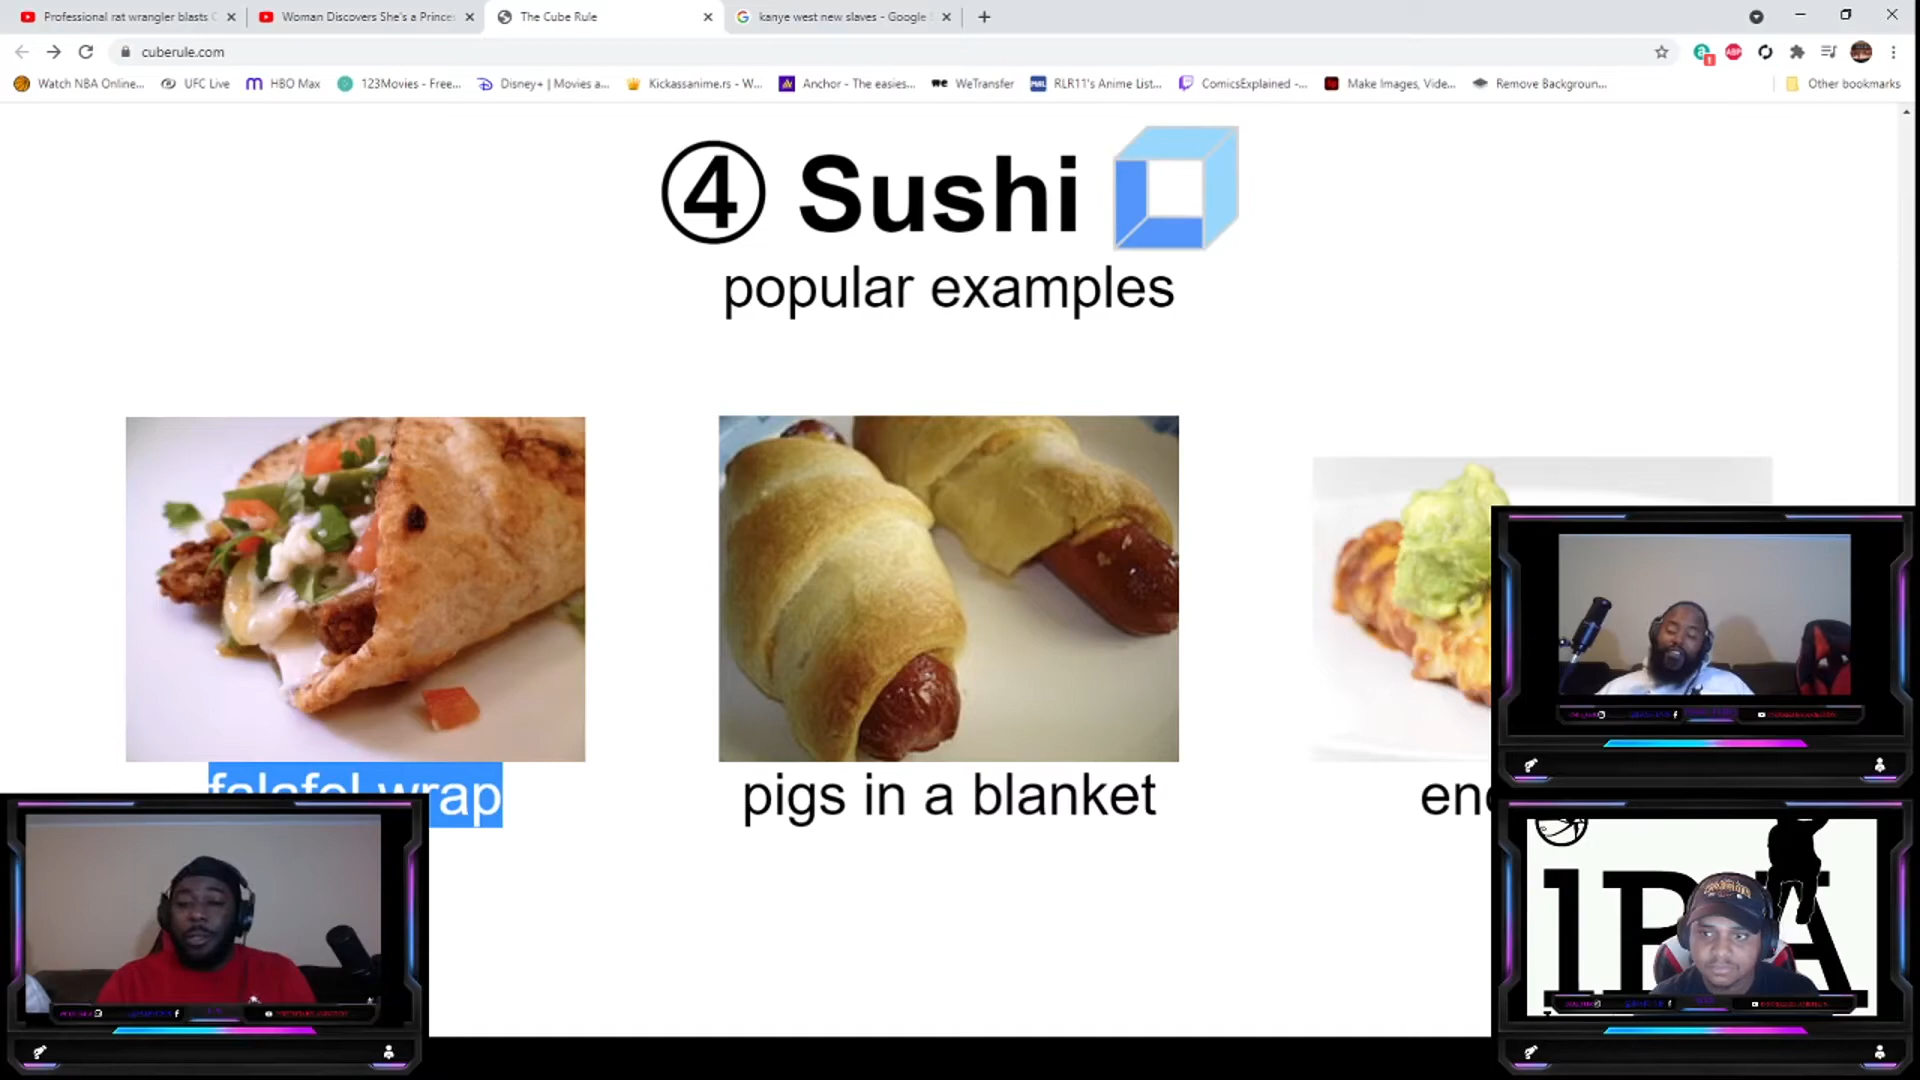 Professional rat wrangler blasts
Woman Discovers She's a Prince
The Cube Rule
kanye west new slaves - Google
cuberule.com
Watch NBA Online...
UFC Live
HBO Max
123Movies - Free...
Disney+ | Movies a...
Kickassanime.rs - W...
Anchor - The easies...
WeTransfer
RLR11's Anime List...
ComicsExplained -...
Make Images, Vide...
Remove Backgroun...
Other bookmarks
④ Sushi
popular examples
falafel wrap
pigs in a blanket